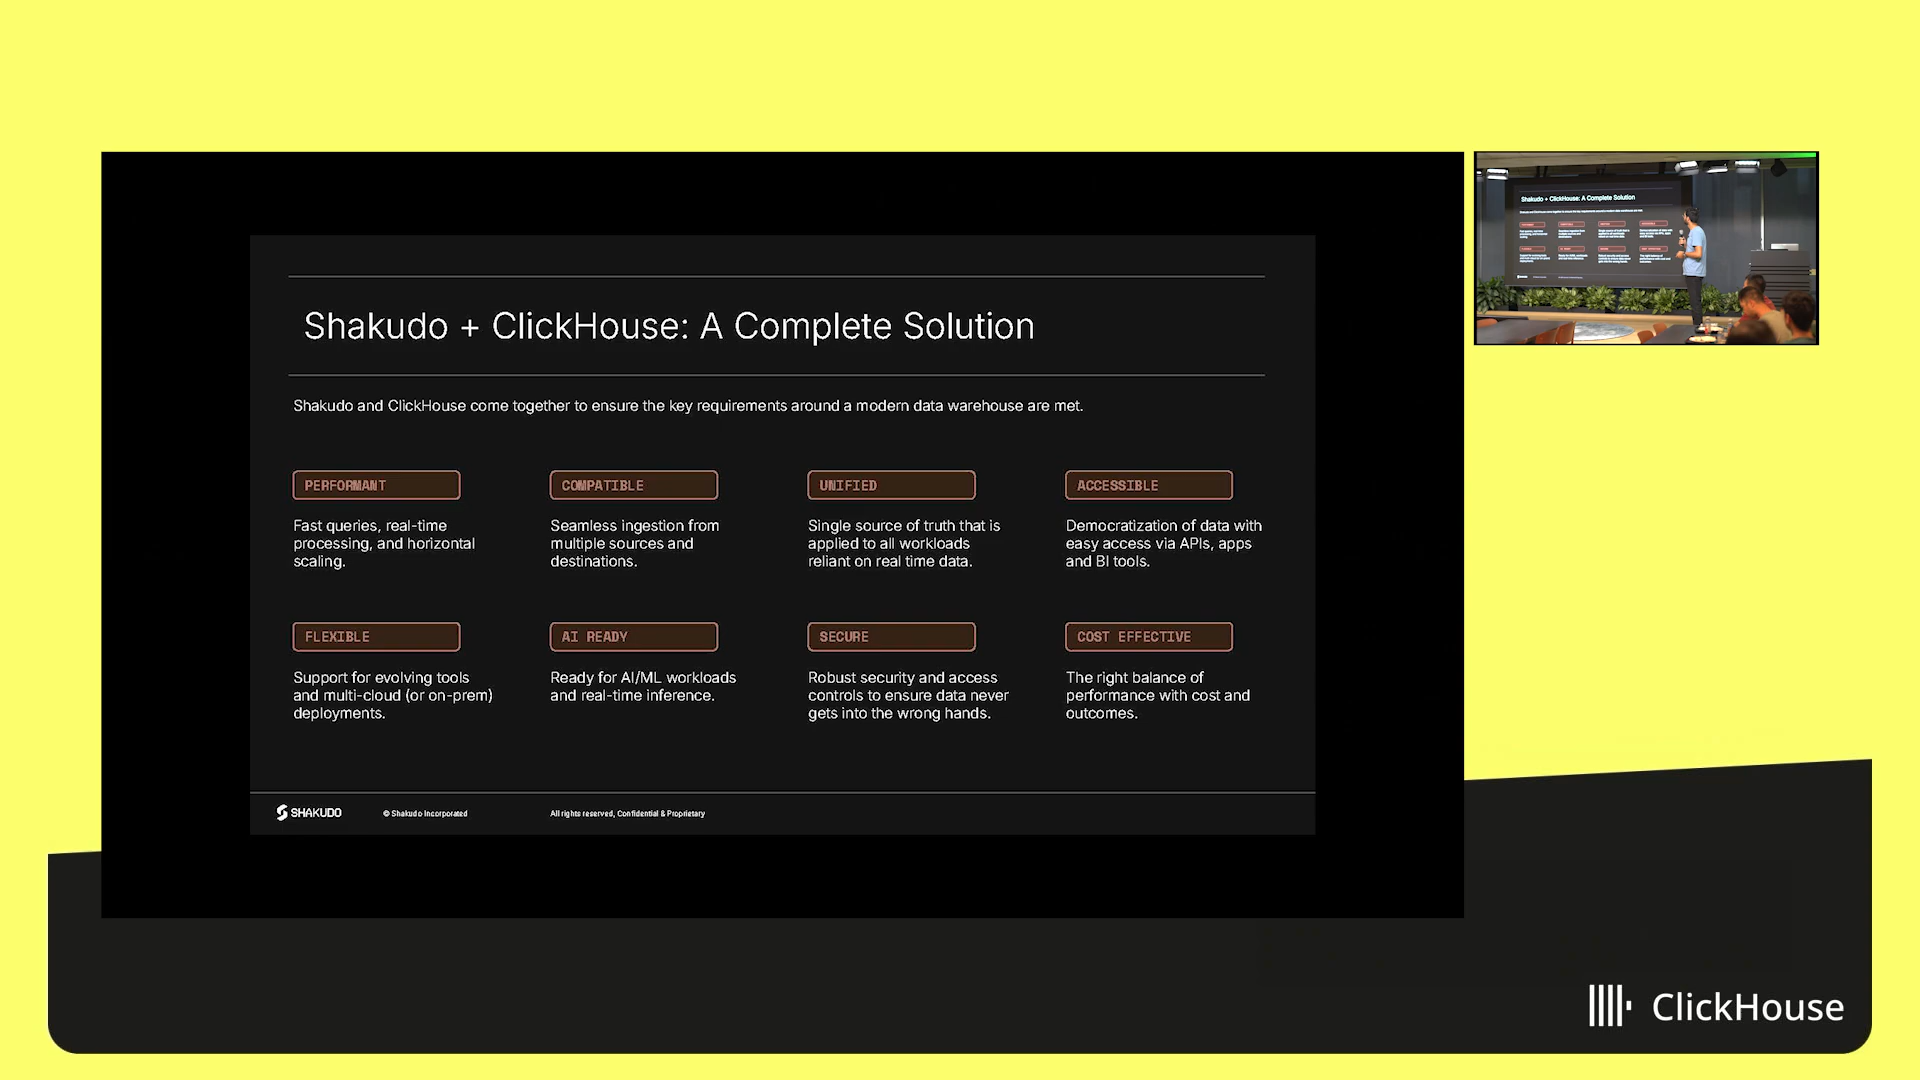 Shakudo + ClickHouse: A Complete Solution
Shakudo and ClickHouse come together to ensure the key requirements around a modern data warehouse are met.
PERFORMANT
Fast queries, real-time
processing, and horizontal
scaling.
COMPATIBLE
Seamless ingestion from
multiple sources and
destinations.
UNIFIED
Single source of truth that is
applied to all workloads
reliant on real time data.
ACCESSIBLE
Democratization of data with
easy access via APIs, apps
and BI tools.
FLEXIBLE
Support for evolving tools
and multi-cloud (or on-prem)
deployments.
AI READY
Ready for AI/ML workloads
and real-time inference.
SECURE
Robust security and access
controls to ensure data never
gets into the wrong hands.
COST EFFECTIVE
The right balance of
performance with cost and
outcomes.
SHAKUDO
© Shakudo Incorporated
All rights reserved, Confidential & Proprietary
Shakudo + ClickHouse: A Complete Solution
ClickHouse